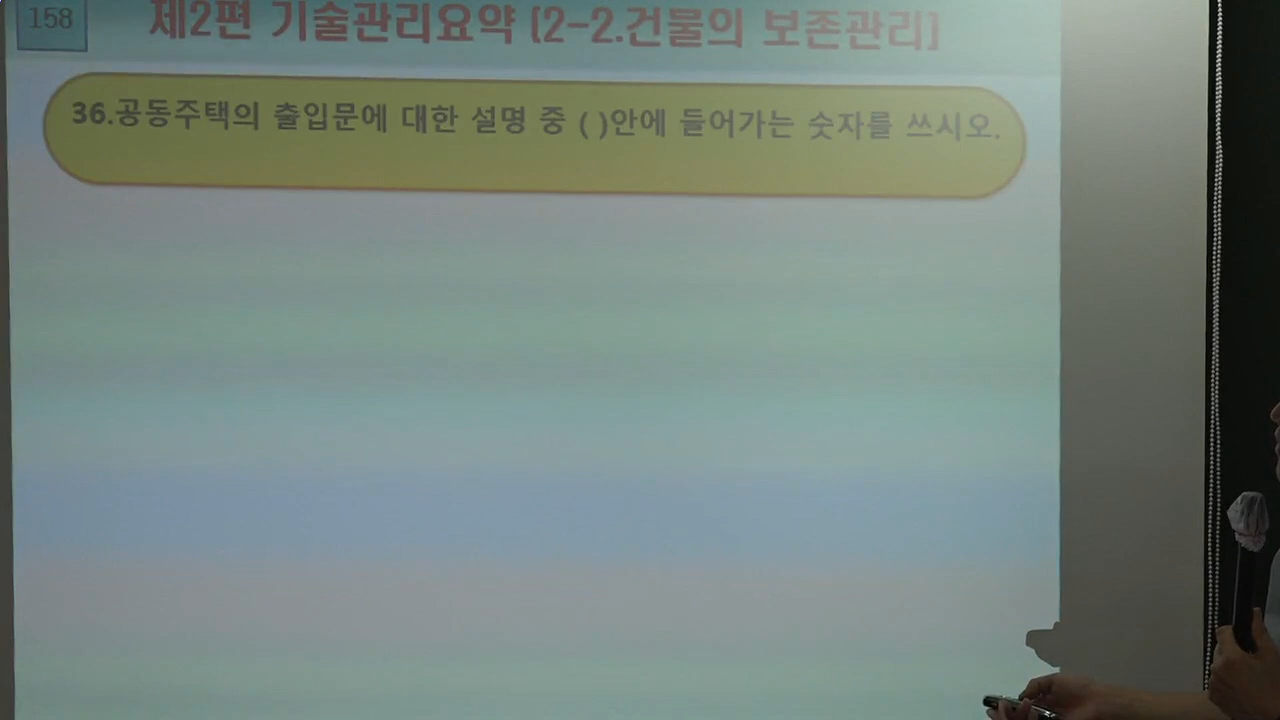 158
제2편 기술관리요약 [2-2.건물의 보존관리]
36.공동주택의 출입문에 대한 설명 중 ( )안에 들어가는 숫자를 쓰시오.